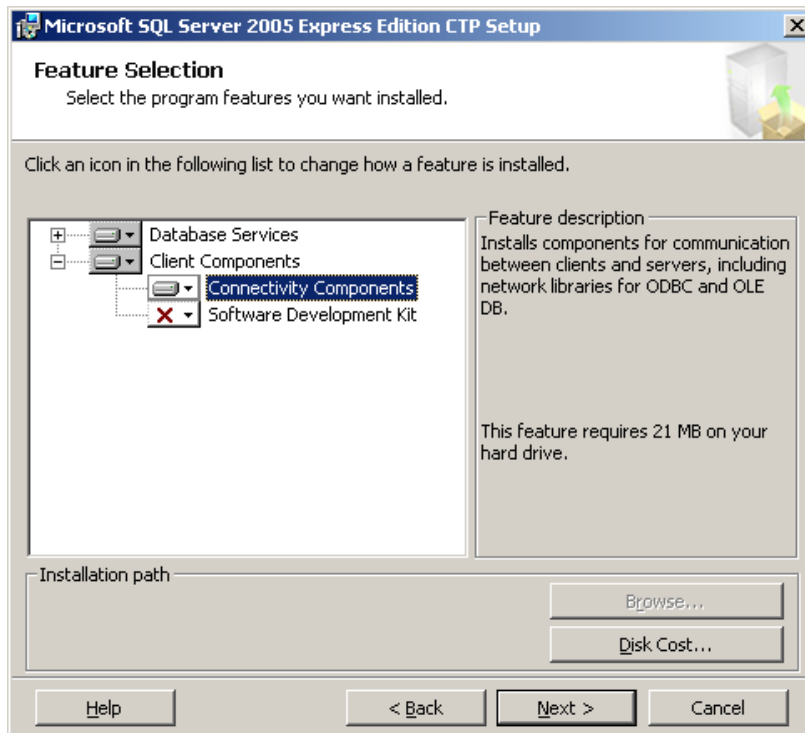 Microsoft SQL Server 2005 Express Edition CTP Setup
Feature Selection
Select the program features you want installed.
Click an icon in the following list to change how a feature is installed.
Database Services
Client Components
Connectivity Components
Software Development Kit
Feature description
Installs components for communication
between clients and servers, including
network libraries for ODBC and OLE
DB.
This feature requires 21 MB on your
hard drive.
Installation path
Browse...
Disk Cost...
Help
< Back
Next >
Cancel